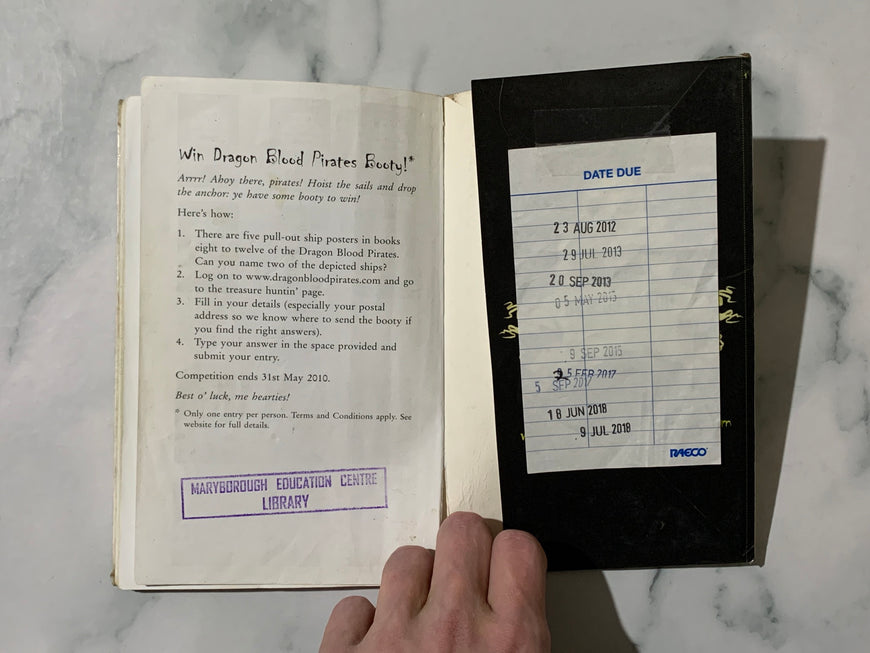 Win Dragon Blood Pirates Booty!*
Arrrr! Ahoy there, pirates! Hoist the sails and drop
the anchor: ye have some booty to win!
Here's how:
1. There are five pull-out ship posters in books
eight to twelve of the Dragon Blood Pirates.
Can you name two of the depicted ships?
2. Log on to www.dragonbloodpirates.com and go
to the treasure huntin' page.
3. Fill in your details (especially your postal
address so we know where to send the booty if
you find the right answers).
4. Type your answer in the space provided and
submit your entry.
Competition ends 31st May 2010.
Best o' luck, me hearties!
* Only one entry per person. Terms and Conditions apply. See
website for full details.
MARYBOROUGH EDUCATION CENTRE
LIBRARY
DATE DUE
23 AUG 2012
29 JUL 2013
20 SEP 2013
05 MAY 2015
9 SEP 2015
FEB 2017
5 SEP 2017
18 JUN 2018
9 JUL 2018
RAECO